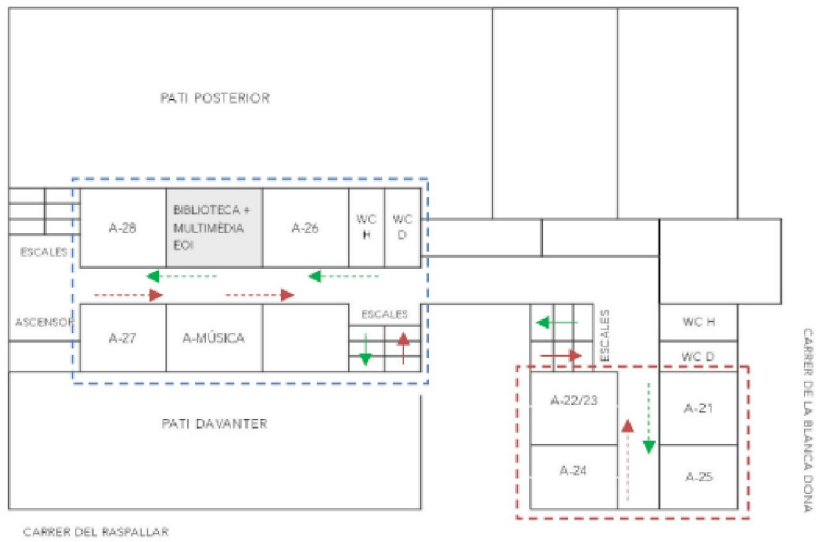 PATI POSTERIOR
A-28
BIBLIOTECA +
MULTIMÈDIA
EOI
A-26
WC
H
WC
D
ESCALES
ASCENSOR
A-27
A-MÚSICA
ESCALES
ESCALES
WC H
WC D
A-22/23
A-21
A-24
A-25
PATI DAVANTER
CARRER DE LA BLANCA DONA
CARRER DEL RASPALLAR